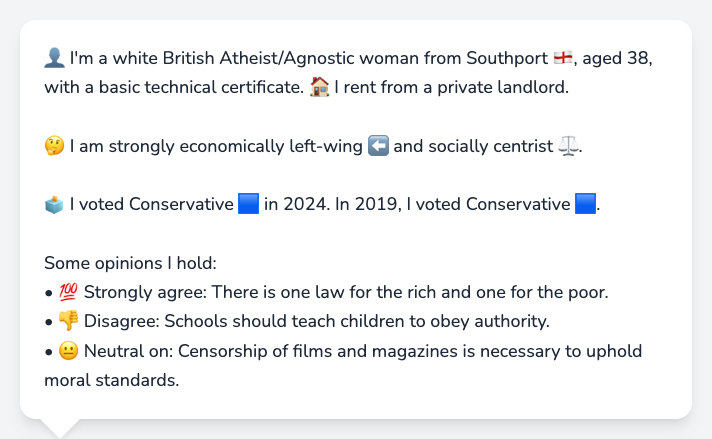 👤 I'm a white British Atheist/Agnostic woman from Southport 🏴󠁧󠁢󠁥󠁮󠁧󠁿, aged 38,
with a basic technical certificate. 🏠 I rent from a private landlord.
🤔 I am strongly economically left-wing ⬅️ and socially centrist ⚖️.
🗳️ I voted Conservative 🟦 in 2024. In 2019, I voted Conservative 🟦.
Some opinions I hold:
• 💯 Strongly agree: There is one law for the rich and one for the poor.
• 👎 Disagree: Schools should teach children to obey authority.
• 😐 Neutral on: Censorship of films and magazines is necessary to uphold
moral standards.